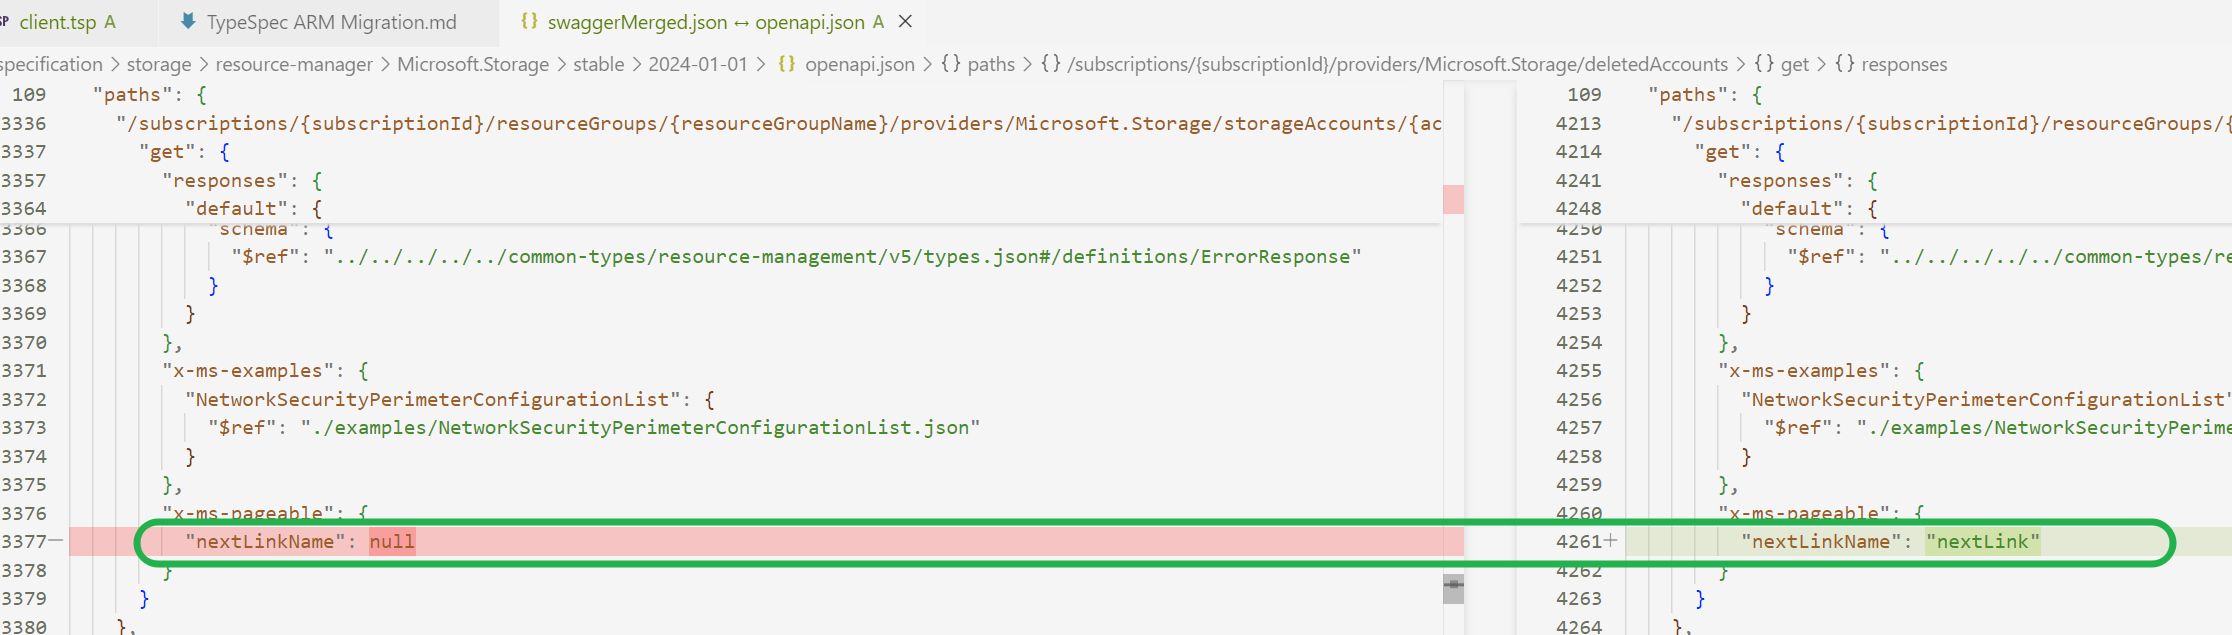 SP client.tsp A TypeSpec ARM Migration.md {} swaggerMerged.json ↔ openapi.json A ×
specification > storage > resource-manager > Microsoft.Storage > stable > 2024-01-01 > {} openapi.json > {} paths > {} /subscriptions/{subscriptionId}/providers/Microsoft.Storage/deletedAccounts > {} get > {} responses
109 "paths": {
3336 "/subscriptions/{subscriptionId}/resourceGroups/{resourceGroupName}/providers/Microsoft.Storage/storageAccounts/{ac
3337 "get": {
3357 "responses": {
3364 "default": {
3366 "schema": {
3367 "$ref": "../../../../../common-types/resource-management/v5/types.json#/definitions/ErrorResponse"
3368 }
3369 }
3370 },
3371 "x-ms-examples": {
3372 "NetworkSecurityPerimeterConfigurationList": {
3373 "$ref": "./examples/NetworkSecurityPerimeterConfigurationList.json"
3374 }
3375 },
3376 "x-ms-pageable": {
3377— "nextLinkName": null
3378 }
3379 }
3380 },
109 "paths": {
4213 "/subscriptions/{subscriptionId}/resourceGroups/{
4214 "get": {
4241 "responses": {
4248 "default": {
4250 "schema": {
4251 "$ref": "../../../../../common-types/re
4252 }
4253 }
4254 },
4255 "x-ms-examples": {
4256 "NetworkSecurityPerimeterConfigurationList"
4257 "$ref": "./examples/NetworkSecurityPerime
4258 }
4259 },
4260 "x-ms-pageable": {
4261+ "nextLinkName": "nextLink"
4262 }
4263 }
4264 },